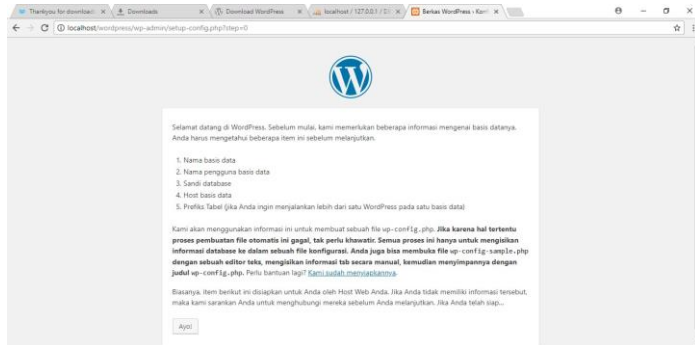 Thankyou for downloadi
Downloads
Download WordPress
localhost / 127.0.0.1 /
Berkas WordPress › Konf
localhost/wordpress/wp-admin/setup-config.php?step=0
Selamat datang di WordPress. Sebelum mulai, kami memerlukan beberapa informasi mengenai basis datanya.
Anda harus mengetahui beberapa item ini sebelum melanjutkan.
1. Nama basis data
2. Nama pengguna basis data
3. Sandi database
4. Host basis data
5. Prefiks Tabel (jika Anda ingin menjalankan lebih dari satu WordPress pada satu basis data)
Kami akan menggunakan informasi ini untuk membuat sebuah file wp-config.php. Jika karena hal tertentu
proses pembuatan file otomatis ini gagal, tak perlu khawatir. Semua proses ini hanya untuk mengisikan
informasi database ke dalam sebuah file konfigurasi. Anda juga bisa membuka file wp-config-sample.php
dengan sebuah editor teks, mengisikan informasi tab secara manual, kemudian menyimpannya dengan
judul wp-config.php. Perlu bantuan lagi? Kami sudah menyiapkannya.
Biasanya, item berikut ini disiapkan untuk Anda oleh Host Web Anda. Jika Anda tidak memiliki informasi tersebut,
maka kami sarankan Anda untuk menghubungi mereka sebelum Anda melanjutkan. Jika Anda telah siap...
Ayo!